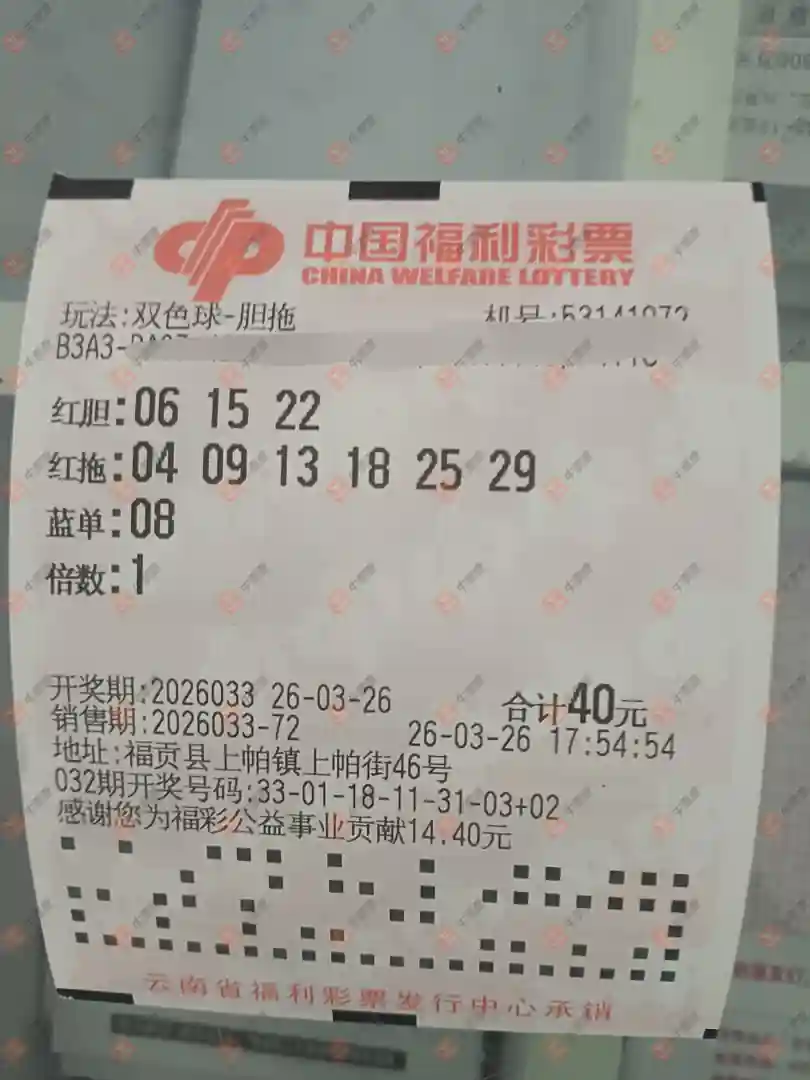 中国福利彩票
CHINA WELFARE LOTTERY
玩法:双色球-胆拖 机号:53141072
B3A3-
红胆:06 15 22
红拖:04 09 13 18 25 29
蓝单:08
倍数:1
开奖期:2026033 26-03-26 合计40元
销售期:2026033-72 26-03-26 17:54:54
地址:福贡县上帕镇上帕街46号
032期开奖号码:33-01-18-11-31-03+02
感谢您为福彩公益事业贡献14.40元
云南省福利彩票发行中心承销